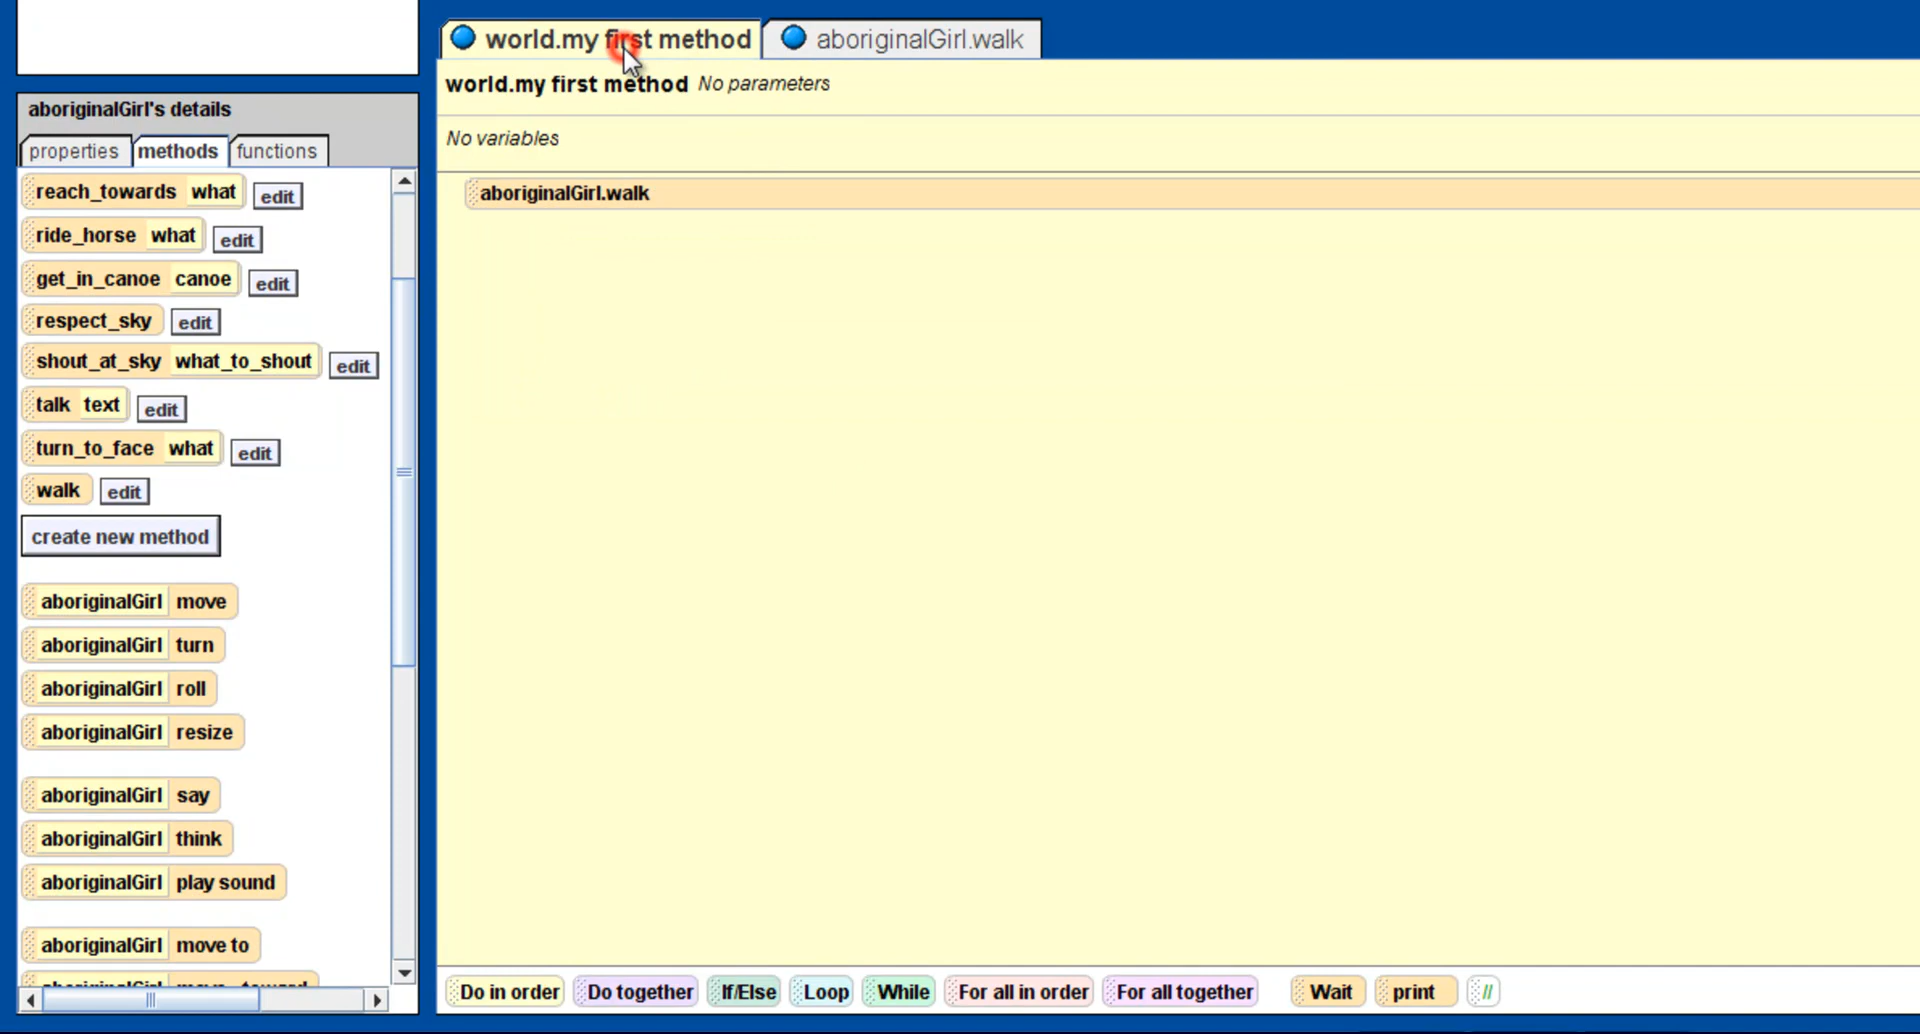 world.my first method
aboriginalGirl.walk
world.my first method No parameters
No variables
aboriginalGirl.walk
aboriginalGirl's details
properties methods functions
reach_towards what edit
ride_horse what edit
get_in_canoe canoe edit
respect_sky edit
shout_at_sky what_to_shout edit
talk text edit
turn_to_face what edit
walk edit
create new method
aboriginalGirl move
aboriginalGirl turn
aboriginalGirl roll
aboriginalGirl resize
aboriginalGirl say
aboriginalGirl think
aboriginalGirl play sound
aboriginalGirl move to
Do in order Do together If/Else Loop While For all in order For all together Wait print //